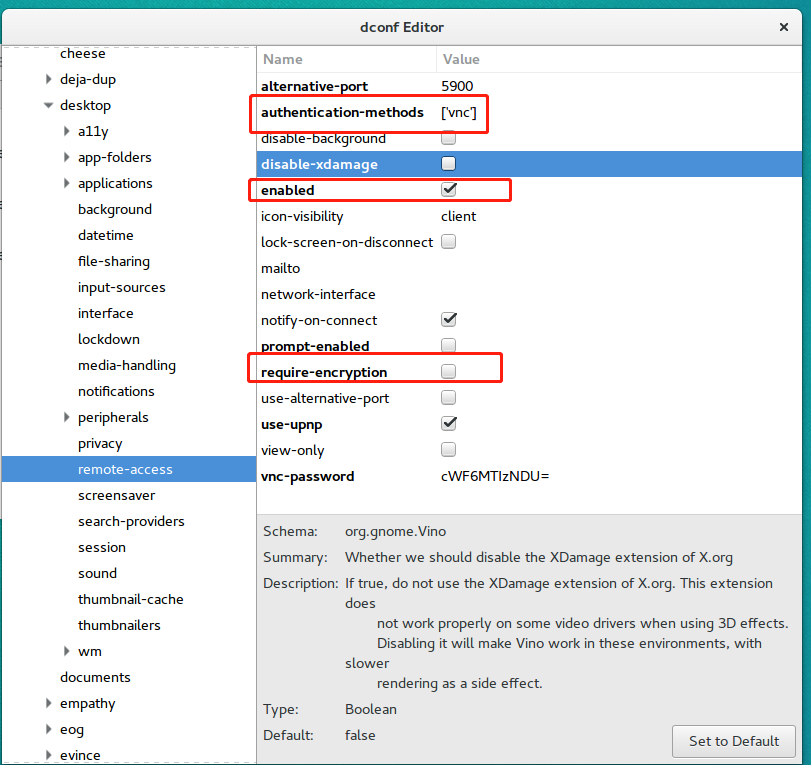 dconf Editor
cheese
deja-dup
desktop
a11y
app-folders
applications
background
datetime
file-sharing
input-sources
interface
lockdown
media-handling
notifications
peripherals
privacy
remote-access
screensaver
search-providers
session
sound
thumbnail-cache
thumbnailers
wm
documents
empathy
eog
evince
Name Value
alternative-port 5900
authentication-methods ['vnc']
disable-background
disable-xdamage
enabled
icon-visibility client
lock-screen-on-disconnect
mailto
network-interface
notify-on-connect
prompt-enabled
require-encryption
use-alternative-port
use-upnp
view-only
vnc-password cWF6MTIzNDU=
Schema: org.gnome.Vino
Summary: Whether we should disable the XDamage extension of X.org
Description: If true, do not use the XDamage extension of X.org. This extension
does
not work properly on some video drivers when using 3D effects.
Disabling it will make Vino work in these environments, with
slower
rendering as a side effect.
Type: Boolean
Default: false
Set to Default